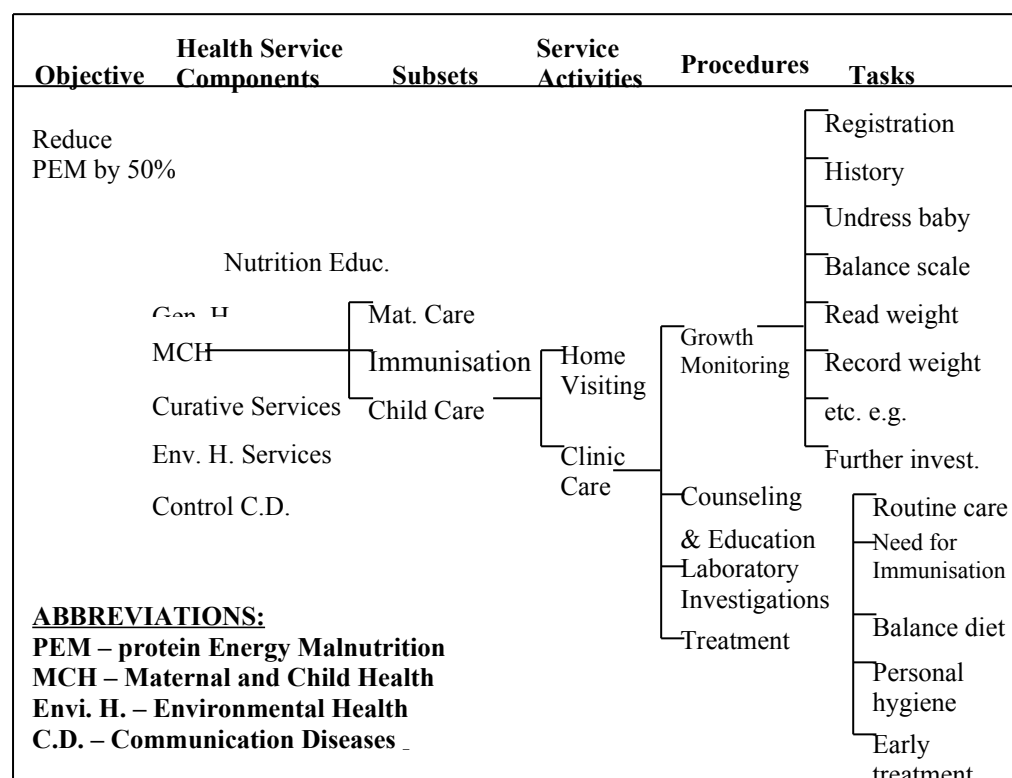 Objective
Health Service
Components
Subsets
Service
Activities
Procedures
Tasks
Reduce
PEM by 50%
Nutrition Educ.
Gen. H
MCH
Curative Services
Env. H. Services
Control C.D.
Mat. Care
Immunisation
Child Care
Home
Visiting
Clinic
Care
Growth
Monitoring
Counseling
& Education
Laboratory
Investigations
Treatment
Registration
History
Undress baby
Balance scale
Read weight
Record weight
etc. e.g.
Further invest.
Routine care
Need for
Immunisation
Balance diet
Personal
hygiene
Early
treatment
ABBREVIATIONS:
PEM – protein Energy Malnutrition
MCH – Maternal and Child Health
Envi. H. – Environmental Health
C.D. – Communication Diseases